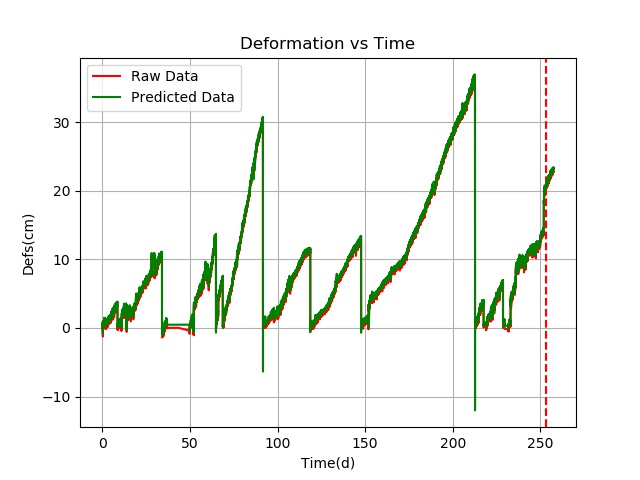 Deformation vs Time
Raw Data
Predicted Data
Defs(cm)
30
20
10
0
−10
0 50 100 150 200 250
Time(d)